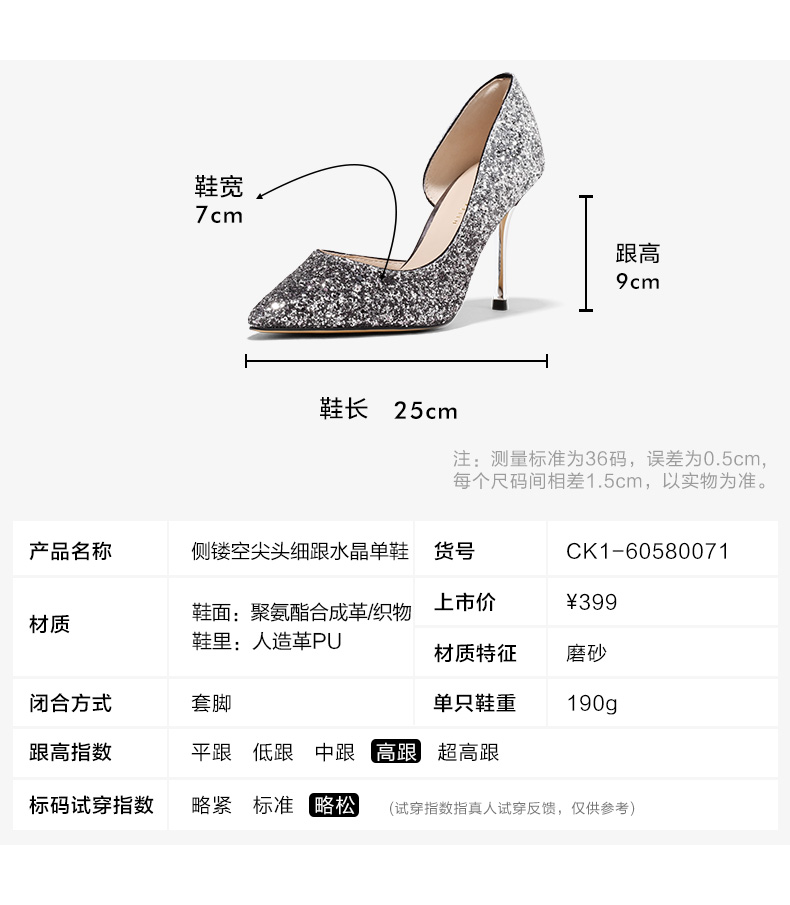 鞋宽
7cm
跟高
9cm
鞋长 25cm
注：测量标准为36码，误差为0.5cm，
每个尺码间相差1.5cm，以实物为准。
产品名称 侧镂空尖头细跟水晶单鞋 货号 CK1-60580071
材质 鞋面：聚氨酯合成革/织物
鞋里：人造革PU
上市价 ¥399
材质特征 磨砂
闭合方式 套脚 单只鞋重 190g
跟高指数 平跟 低跟 中跟 高跟 超高跟
标码试穿指数 略紧 标准 略松 (试穿指数指真人试穿反馈，仅供参考)